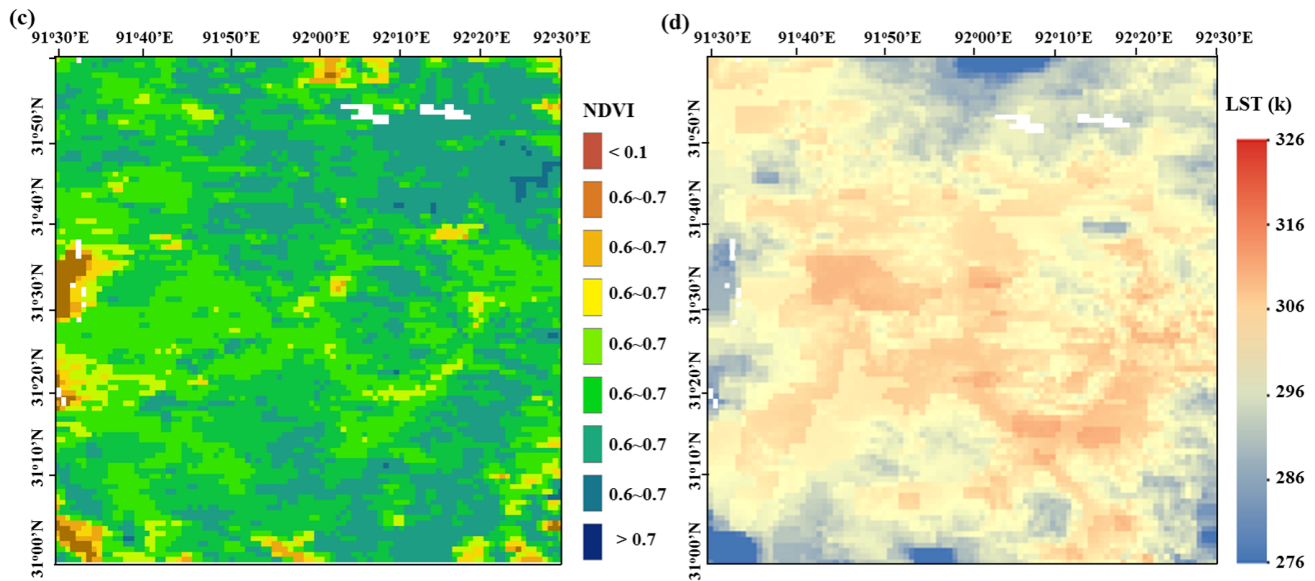 (c)
91°30’E 91°40’E 91°50’E 92°00’E 92°10’E 92°20’E 92°30’E
31°50’N
31°40’N
31°30’N
31°20’N
31°10’N
31°00’N
NDVI
< 0.1
0.6~0.7
0.6~0.7
0.6~0.7
0.6~0.7
0.6~0.7
0.6~0.7
0.6~0.7
> 0.7
(d)
91°30’E 91°40’E 91°50’E 92°00’E 92°10’E 92°20’E 92°30’E
31°50’N
31°40’N
31°30’N
31°20’N
31°10’N
31°00’N
LST (k)
326
316
306
296
286
276